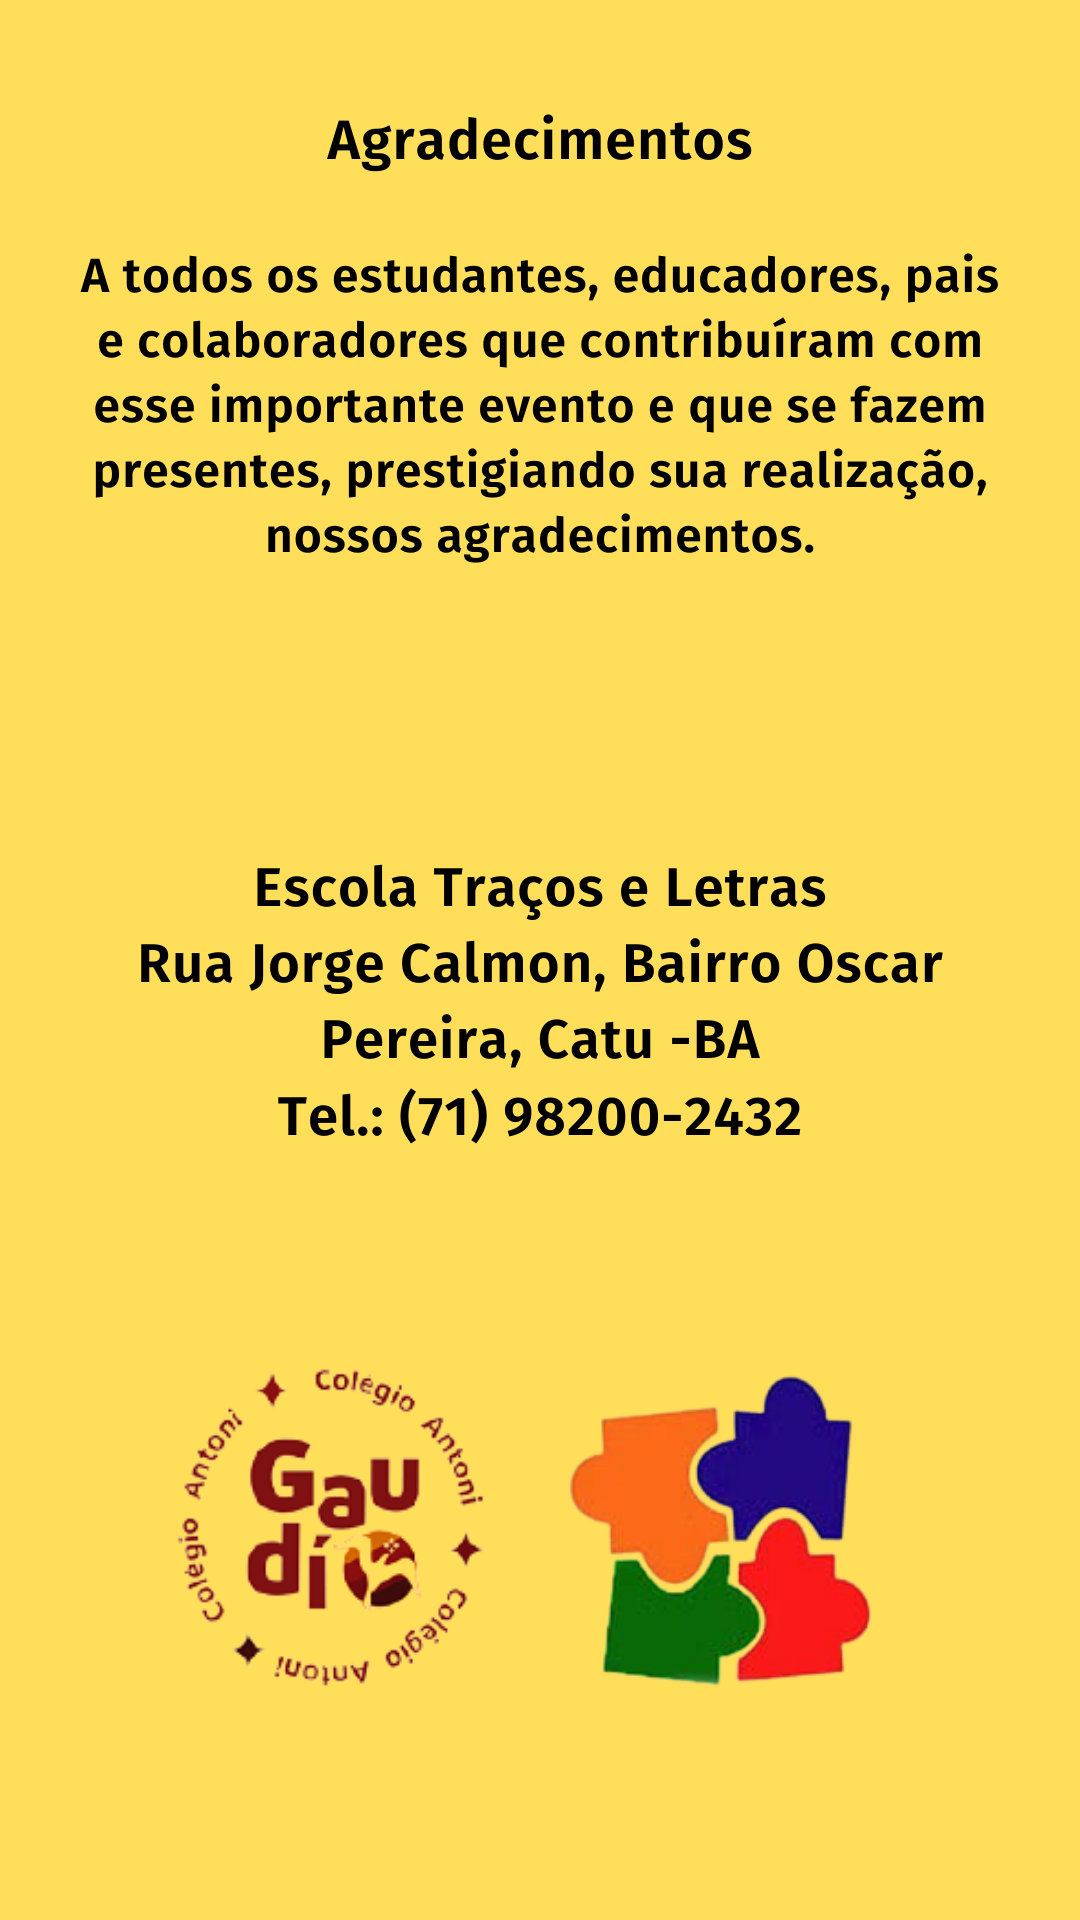 Agradecimentos
A todos os estudantes, educadores, pais
e colaboradores que contribuíram com
esse importante evento e que se fazem
presentes, prestigiando sua realização,
nossos agradecimentos.
Escola Traços e Letras
Rua Jorge Calmon, Bairro Oscar
Pereira, Catu -BA
Tel.: (71) 98200-2432
Colégio Antoni
Colégio Antoni
Colégio Antoni
Gau
dí